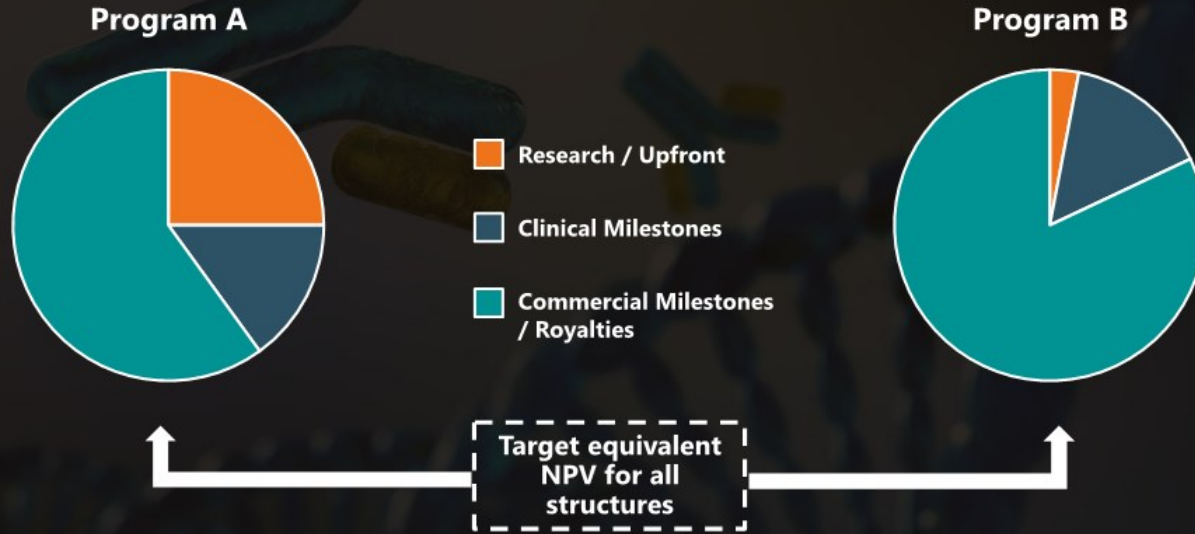 Program A
Program B
Research / Upfront
Clinical Milestones
Commercial Milestones
/ Royalties
Target equivalent
NPV for all
structures